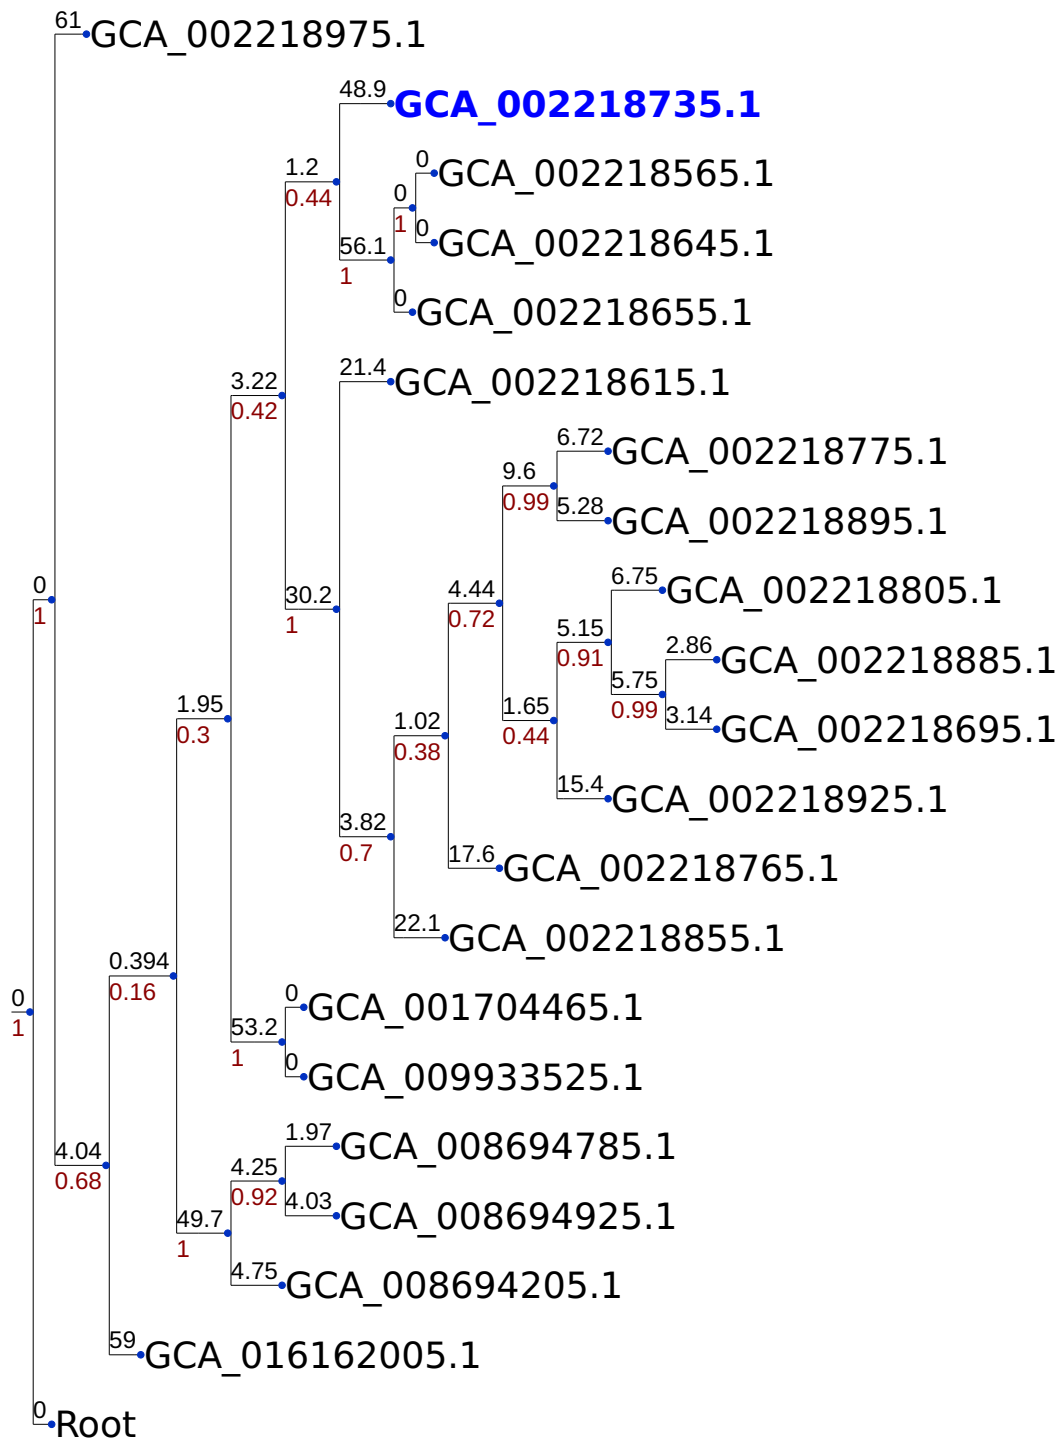 61 GCA_002218975.1
48.9 GCA_002218735.1
0 GCA_002218565.1
1.2
0.44
0
1
0 GCA_002218645.1
56.1
1
0 GCA_002218655.1
21.4 GCA_002218615.1
3.22
0.42
6.72 GCA_002218775.1
9.6
0.99
5.28 GCA_002218895.1
6.75 GCA_002218805.1
0
1
30.2
1
4.44
0.72
5.15
0.91
2.86 GCA_002218885.1
5.75
0.99
1.95
0.3
1.65
0.44
3.14 GCA_002218695.1
1.02
0.38
15.4 GCA_002218925.1
3.82
0.7
17.6 GCA_002218765.1
22.1 GCA_002218855.1
0.394
0.16
0 GCA_001704465.1
0
1
53.2
1
0 GCA_009933525.1
1.97 GCA_008694785.1
4.04
0.68
4.25
0.92
4.03 GCA_008694925.1
49.7
1
4.75 GCA_008694205.1
59 GCA_016162005.1
0 Root